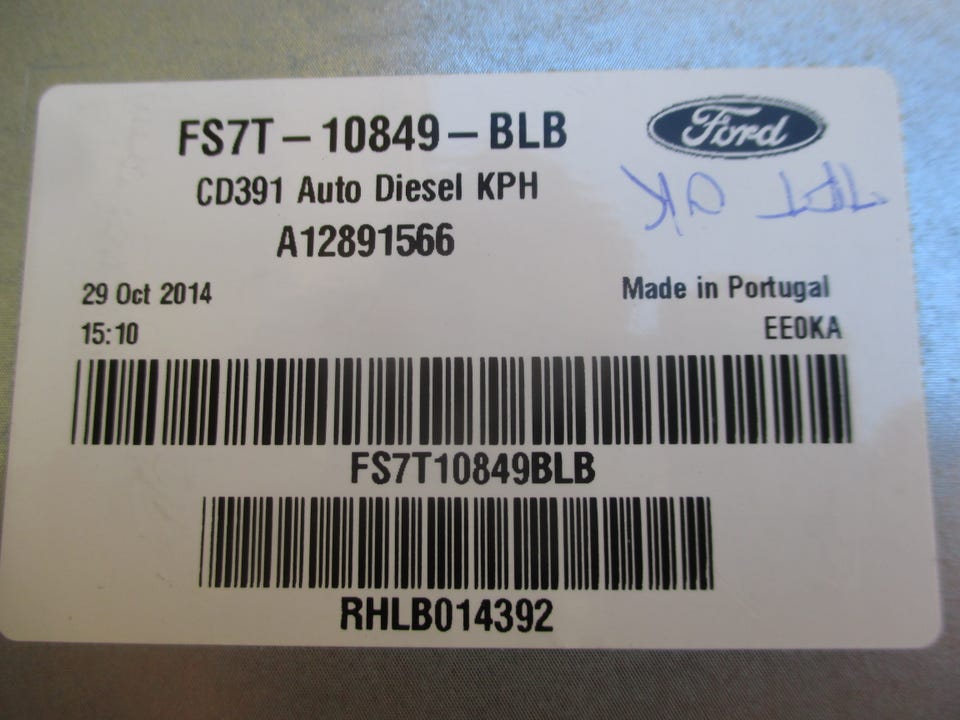 FS7T-10849-BLB
Ford
CD391 Auto Diesel KPH
A12891566
29 Oct 2014
Made in Portugal
15:10
EE0KA
FS7T10849BLB
RHLB014392